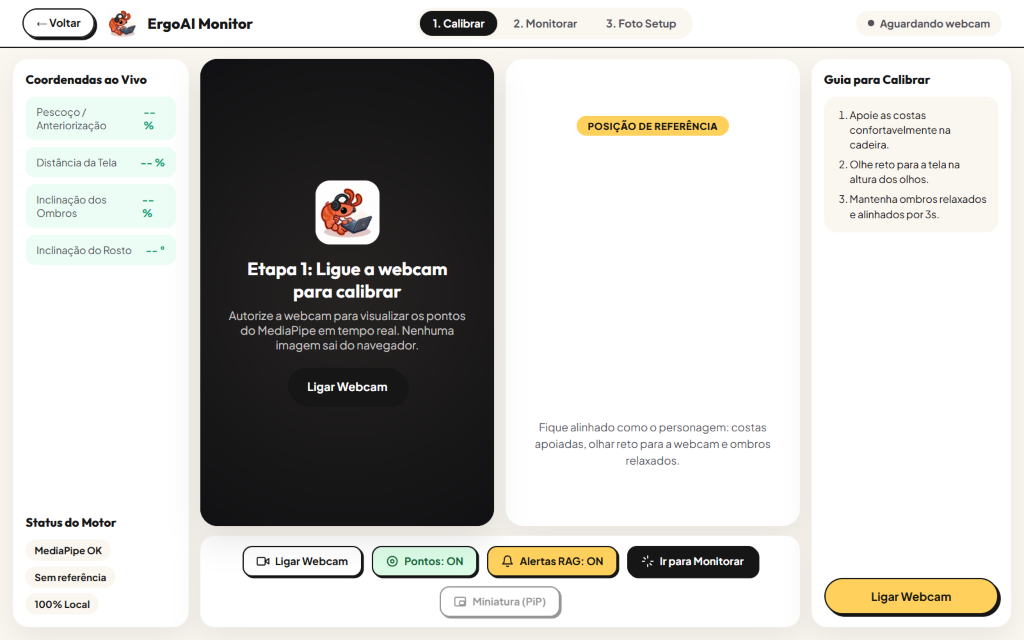 ← Voltar
ErgoAI Monitor
1. Calibrar
2. Monitorar
3. Foto Setup
Aguardando webcam
Coordenadas ao Vivo
Pescoço /
Anteriorização
--
%
Distância da Tela
-- %
Inclinação dos
Ombros
--
%
Inclinação do Rosto
-- °
Status do Motor
MediaPipe OK
Sem referência
100% Local
Etapa 1: Ligue a webcam
para calibrar
Autorize a webcam para visualizar os pontos
do MediaPipe em tempo real. Nenhuma
imagem sai do navegador.
Ligar Webcam
POSIÇÃO DE REFERÊNCIA
Fique alinhado como o personagem: costas
apoiadas, olhar reto para a webcam e ombros
relaxados.
Ligar Webcam
Pontos: ON
Alertas RAG: ON
Ir para Monitorar
Miniatura (PiP)
Guia para Calibrar
1. Apoie as costas
confortavelmente na
cadeira.
2. Olhe reto para a tela na
altura dos olhos.
3. Mantenha ombros relaxados
e alinhados por 3s.
Ligar Webcam